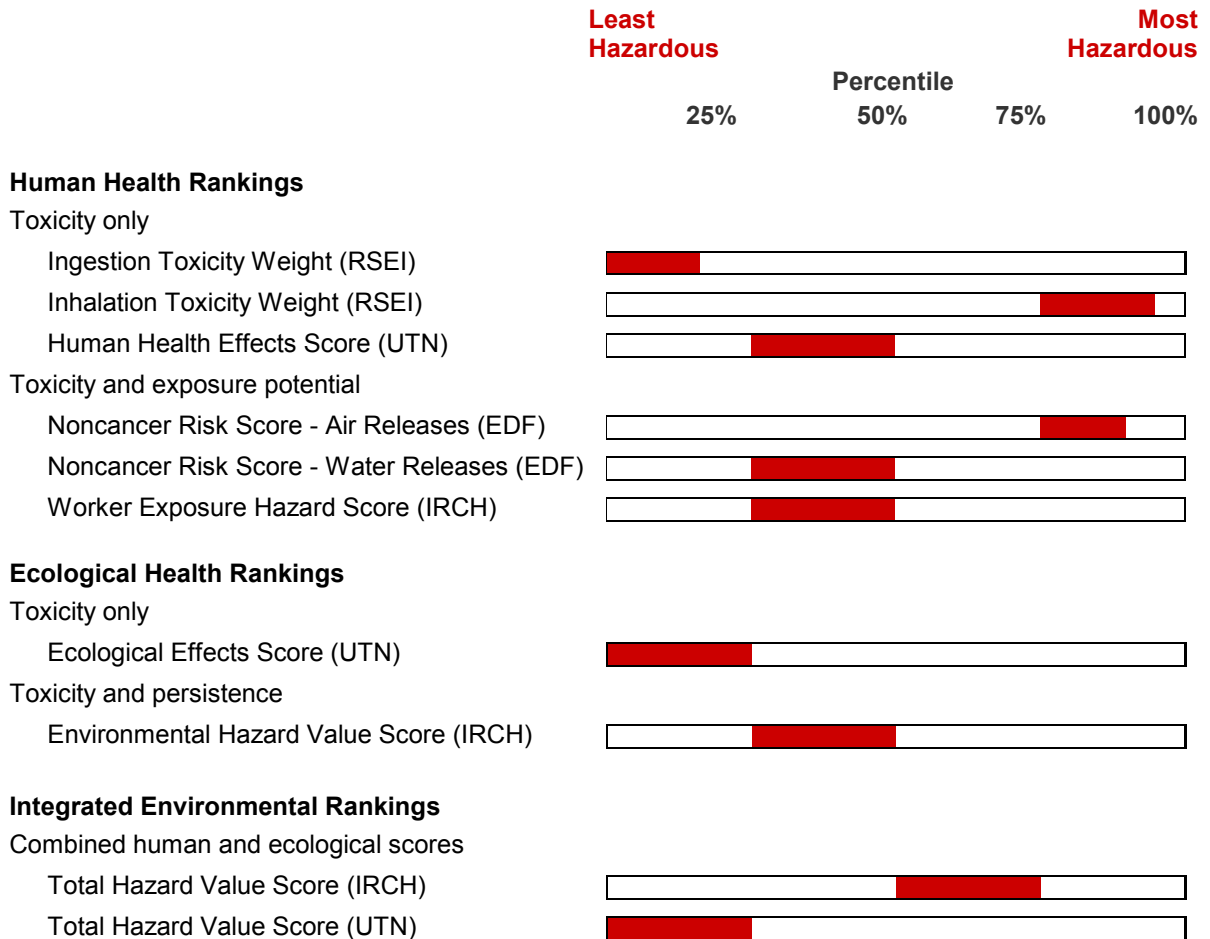 Least Most
Hazardous Hazardous
Percentile
25% 50% 75% 100%
Human Health Rankings
Toxicity only
Ingestion Toxicity Weight (RSEI)
Inhalation Toxicity Weight (RSEI)
Human Health Effects Score (UTN)
Toxicity and exposure potential
Noncancer Risk Score - Air Releases (EDF)
Noncancer Risk Score - Water Releases (EDF)
Worker Exposure Hazard Score (IRCH)
Ecological Health Rankings
Toxicity only
Ecological Effects Score (UTN)
Toxicity and persistence
Environmental Hazard Value Score (IRCH)
Integrated Environmental Rankings
Combined human and ecological scores
Total Hazard Value Score (IRCH)
Total Hazard Value Score (UTN)